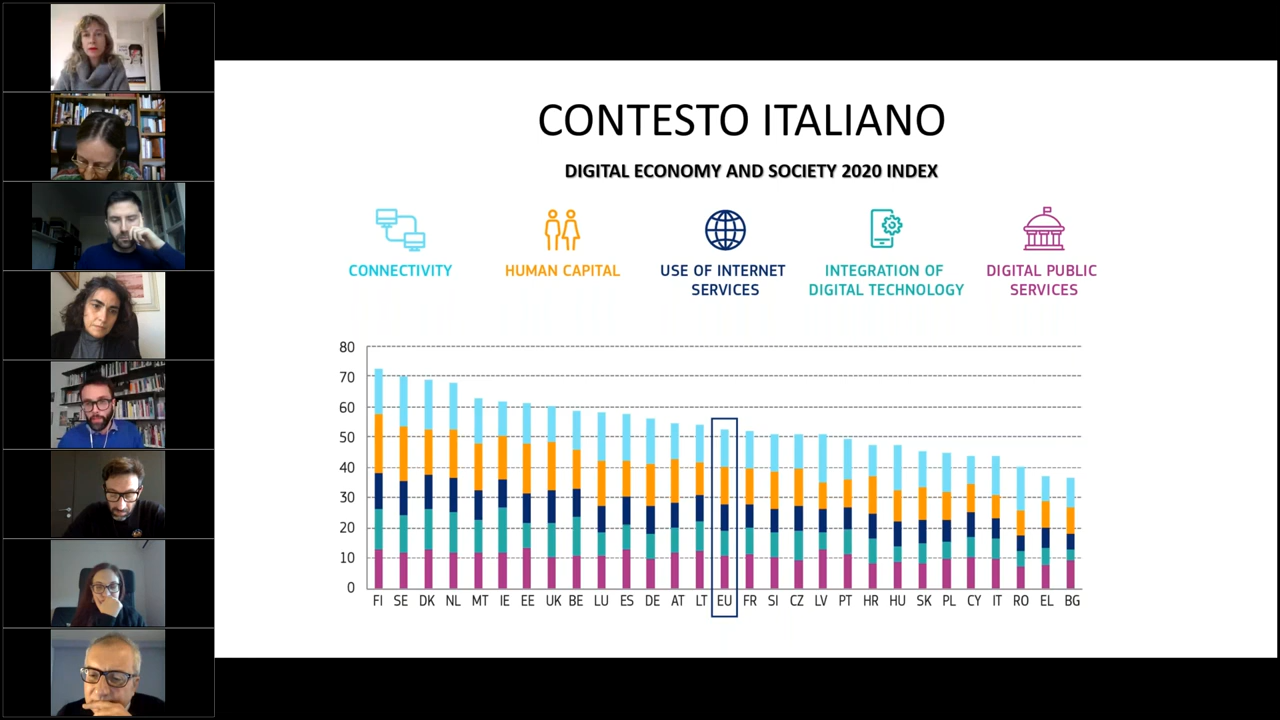 CONTESTO ITALIANO
DIGITAL ECONOMY AND SOCIETY 2020 INDEX
CONNECTIVITY
HUMAN CAPITAL
USE OF INTERNET
SERVICES
INTEGRATION OF
DIGITAL TECHNOLOGY
DIGITAL PUBLIC
SERVICES
80
70
60
50
40
30
20
10
0
FI SE DK NL MT IE EE UK BE LU ES DE AT LT EU FR SI CZ LV PT HR HU SK PL CY IT RO EL BG